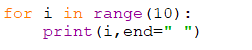 for i in range(10):
    print(i,end=" ")